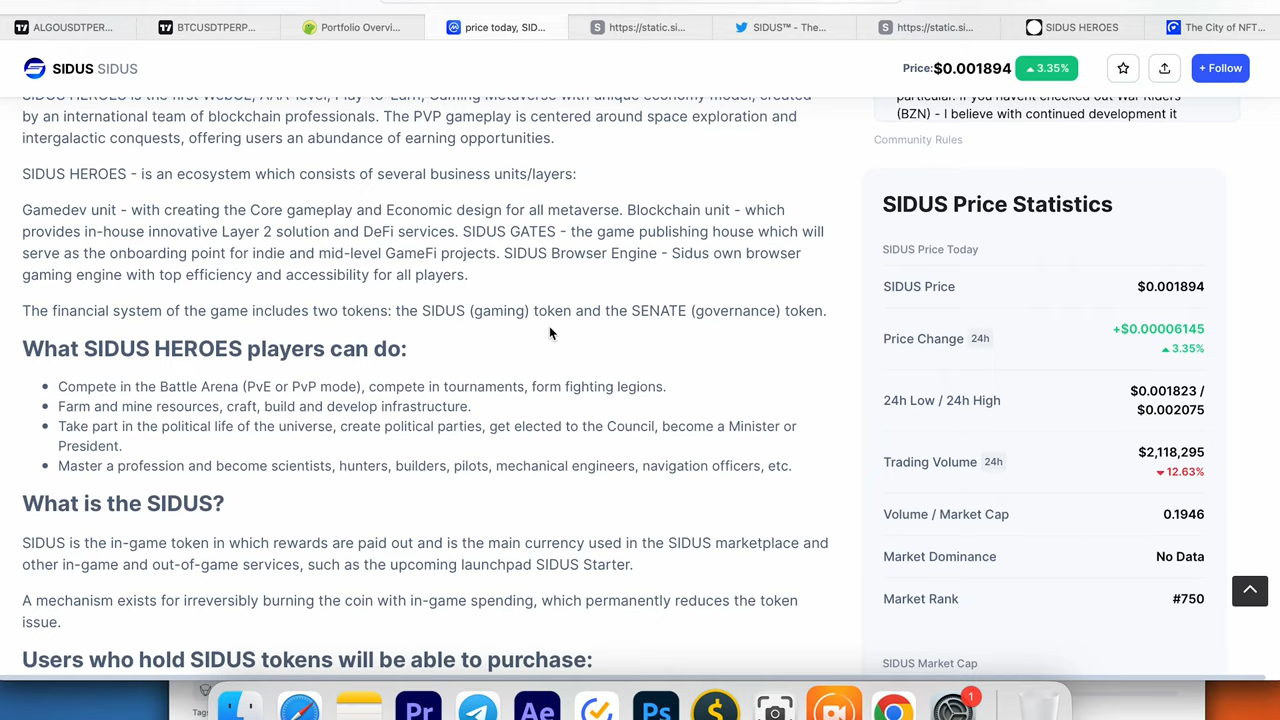 ALGOUSDTPER...
BTCUSDTPERP...
Portfolio Overvi...
price today, SID...
https://static.si...
SIDUS™ - The...
https://static.si...
SIDUS HEROES
The City of NFT...
SIDUS SIDUS
Price: $0.001894
3.35%
+ Follow
SIDUS HEROES is the first WebGL, AAA-level, Play-to-Earn, Gaming Metaverse with unique economy model, created
by an international team of blockchain professionals. The PVP gameplay is centered around space exploration and
intergalactic conquests, offering users an abundance of earning opportunities.
SIDUS HEROES - is an ecosystem which consists of several business units/layers:
Gamedev unit - with creating the Core gameplay and Economic design for all metaverse. Blockchain unit - which
provides in-house innovative Layer 2 solution and DeFi services. SIDUS GATES - the game publishing house which will
serve as the onboarding point for indie and mid-level GameFi projects. SIDUS Browser Engine - Sidus own browser
gaming engine with top efficiency and accessibility for all players.
The financial system of the game includes two tokens: the SIDUS (gaming) token and the SENATE (governance) token.
What SIDUS HEROES players can do:
Compete in the Battle Arena (PvE or PvP mode), compete in tournaments, form fighting legions.
Farm and mine resources, craft, build and develop infrastructure.
Take part in the political life of the universe, create political parties, get elected to the Council, become a Minister or
President.
Master a profession and become scientists, hunters, builders, pilots, mechanical engineers, navigation officers, etc.
What is the SIDUS?
SIDUS is the in-game token in which rewards are paid out and is the main currency used in the SIDUS marketplace and
other in-game and out-of-game services, such as the upcoming launchpad SIDUS Starter.
A mechanism exists for irreversibly burning the coin with in-game spending, which permanently reduces the token
issue.
Users who hold SIDUS tokens will be able to purchase:
particular. If you havent checked out War Riders
(BZN) - I believe with continued development it
Community Rules
SIDUS Price Statistics
SIDUS Price Today
SIDUS Price
$0.001894
Price Change 24h
+$0.00006145
3.35%
24h Low / 24h High
$0.001823 /
$0.002075
Trading Volume 24h
$2,118,295
12.63%
Volume / Market Cap
0.1946
Market Dominance
No Data
Market Rank
#750
SIDUS Market Cap
Tags
Pr
Ae
Ps
$
1